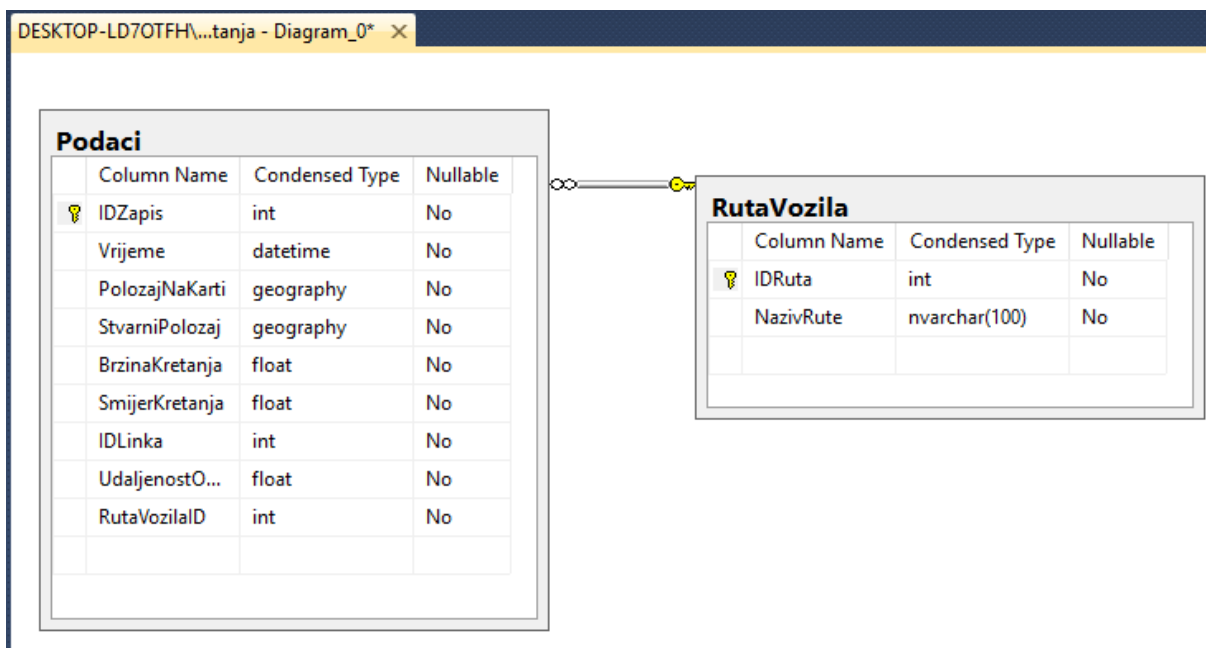 DESKTOP-LD7OTFH\...tanja - Diagram_0*
Podaci
Column Name Condensed Type Nullable
IDZapis int No
Vrijeme datetime No
PolozajNaKarti geography No
StvarniPolozaj geography No
BrzinaKretanja float No
SmijerKretanja float No
IDLinka int No
UdaljenostO... float No
RutaVozilaID int No
RutaVozila
Column Name Condensed Type Nullable
IDRuta int No
NazivRute nvarchar(100) No